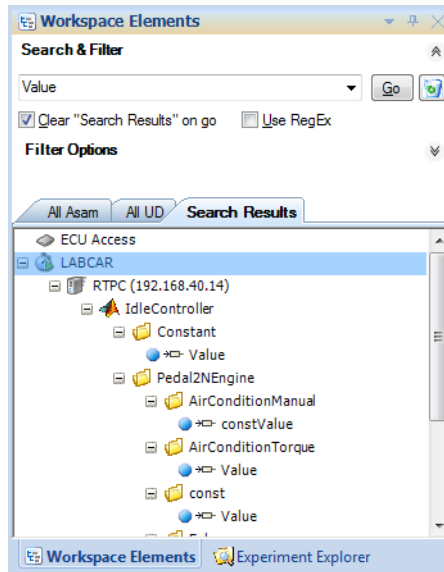 Workspace Elements
Search & Filter
Value
Go
Clear "Search Results" on go
Use RegEx
Filter Options
All Asam
All UD
Search Results
ECU Access
LABCAR
RTPC (192.168.40.14)
IdleController
Constant
Value
Pedal2NEngine
AirConditionManual
constValue
AirConditionTorque
Value
const
Value
Workspace Elements
Experiment Explorer